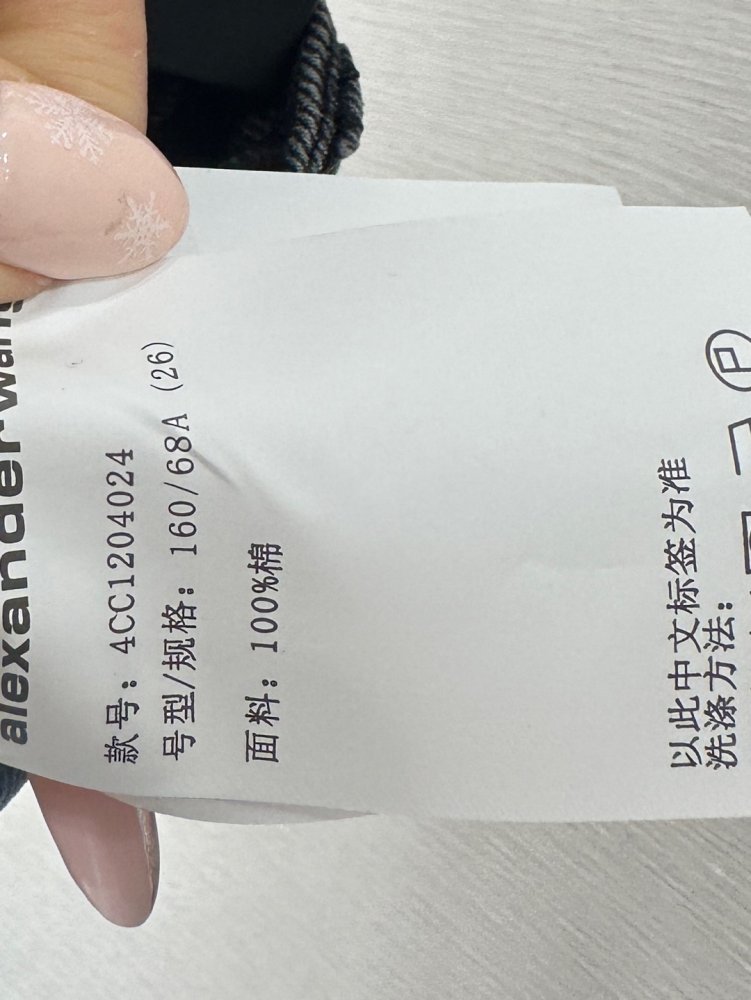 alexanderwang
款号：4CC1204024
号型/规格：160/68A（26）
面料：100%棉
以此中文标签为准
洗涤方法：
P